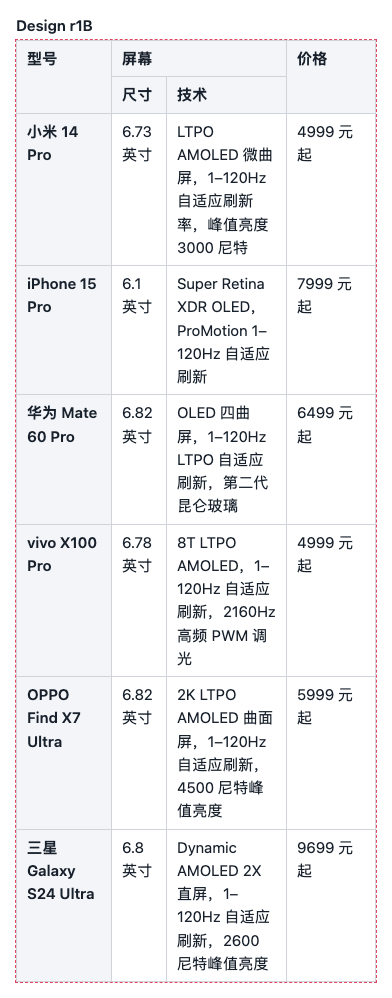 Design r1B
型号 屏幕 价格
尺寸 技术
小米 14 Pro
6.73 英寸
LTPO
AMOLED 微曲
屏，1–120Hz
自适应刷新
率，峰值亮度
3000 尼特
4999 元
起
iPhone 15
Pro
6.1
英寸
Super Retina
XDR OLED，
ProMotion 1–
120Hz 自适应
刷新
7999 元
起
华为 Mate
60 Pro
6.82
英寸
OLED 四曲
屏，1–120Hz
LTPO 自适应
刷新，第二代
昆仑玻璃
6499 元
起
vivo X100
Pro
6.78
英寸
8T LTPO
AMOLED，1–
120Hz 自适应
刷新，2160Hz
高频 PWM 调
光
4999 元
起
OPPO
Find X7
Ultra
6.82
英寸
2K LTPO
AMOLED 曲面
屏，1–120Hz
自适应刷新，
4500 尼特峰
值亮度
5999 元
起
三星
Galaxy
S24 Ultra
6.8
英寸
Dynamic
AMOLED 2X
直屏，1–
120Hz 自适应
刷新，2600
尼特峰值亮度
9699 元
起